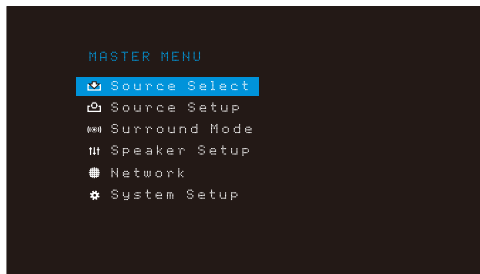 MASTER MENU
Source Select
Source Setup
Surround Mode
Speaker Setup
Network
System Setup